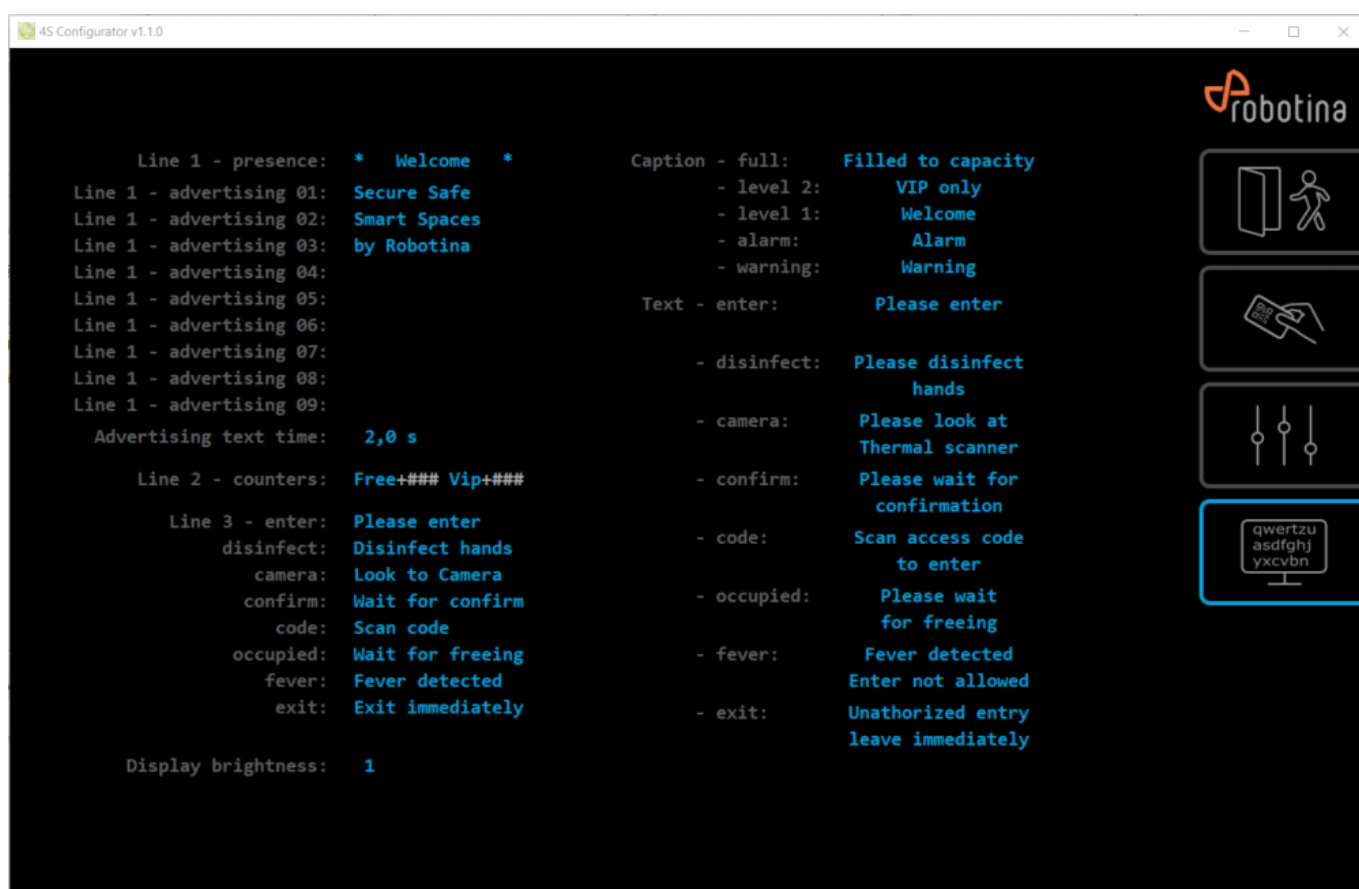 4S Configurator v1.1.0
robotina
Line 1 - presence: * Welcome *
Line 1 - advertising 01: Secure Safe
Line 1 - advertising 02: Smart Spaces
Line 1 - advertising 03: by Robotina
Line 1 - advertising 04:
Line 1 - advertising 05:
Line 1 - advertising 06:
Line 1 - advertising 07:
Line 1 - advertising 08:
Line 1 - advertising 09:
Advertising text time: 2,0 s
Line 2 - counters: Free+### Vip+###
Line 3 - enter: Please enter
disinfect: Disinfect hands
camera: Look to Camera
confirm: Wait for confirm
code: Scan code
occupied: Wait for freeing
fever: Fever detected
exit: Exit immediately
Display brightness: 1
Caption - full: Filled to capacity
- level 2: VIP only
- level 1: Welcome
- alarm: Alarm
- warning: Warning
Text - enter: Please enter
- disinfect: Please disinfect
hands
- camera: Please look at
Thermal scanner
- confirm: Please wait for
confirmation
- code: Scan access code
to enter
- occupied: Please wait
for freeing
- fever: Fever detected
Enter not allowed
- exit: Unathorized entry
leave immediately
qwertzu
asdfghj
yxcvbn